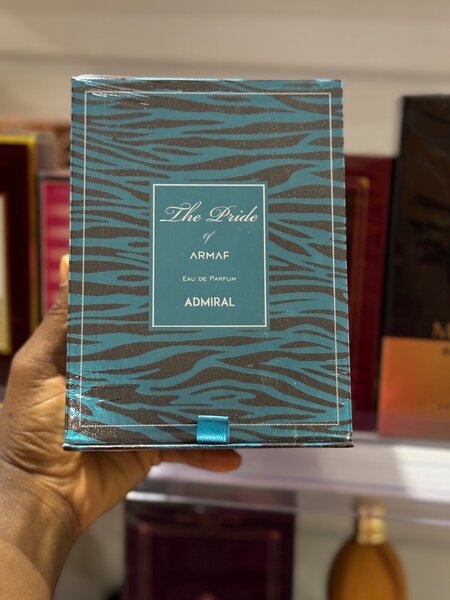 The Pride
of
ARMAF
EAU DE PARFUM
ADMIRAL